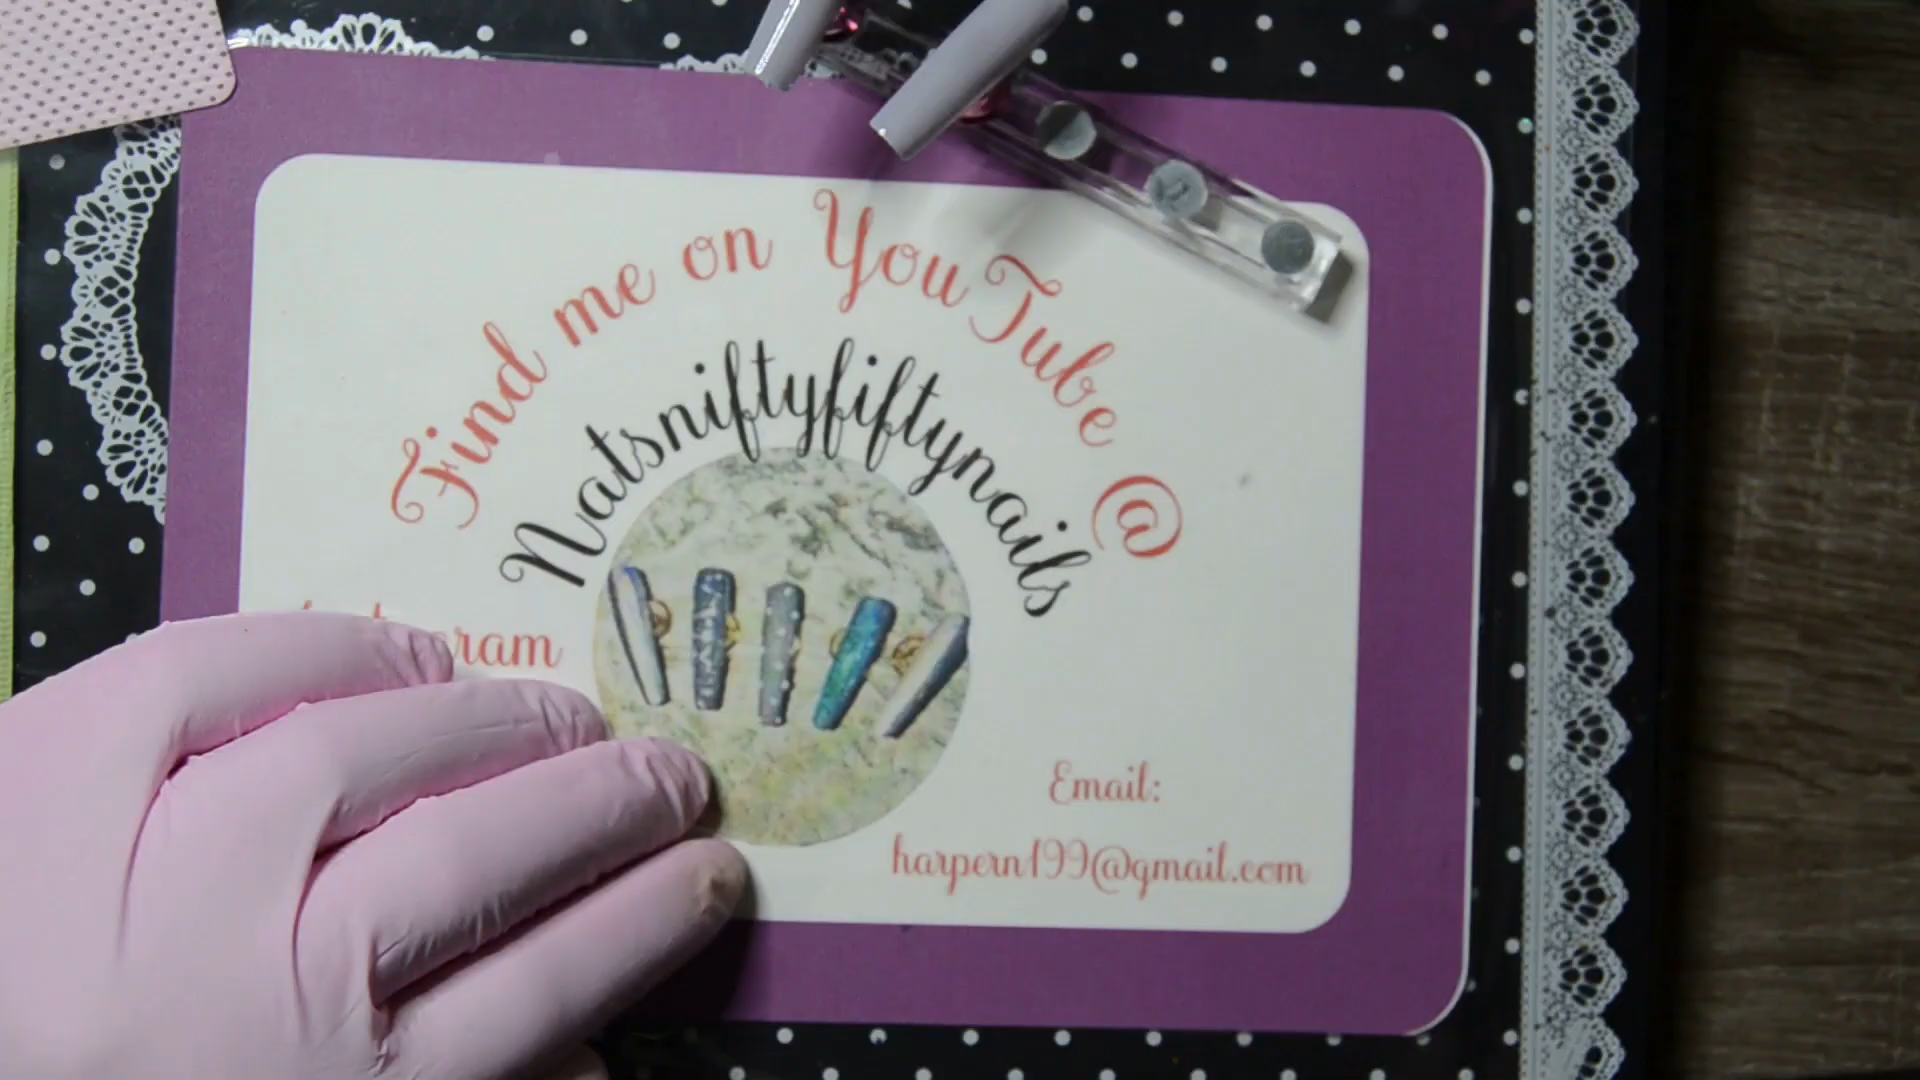 Find me on YouTube @
Natsniftyfiftynails
Email:
harpern199@gmail.com